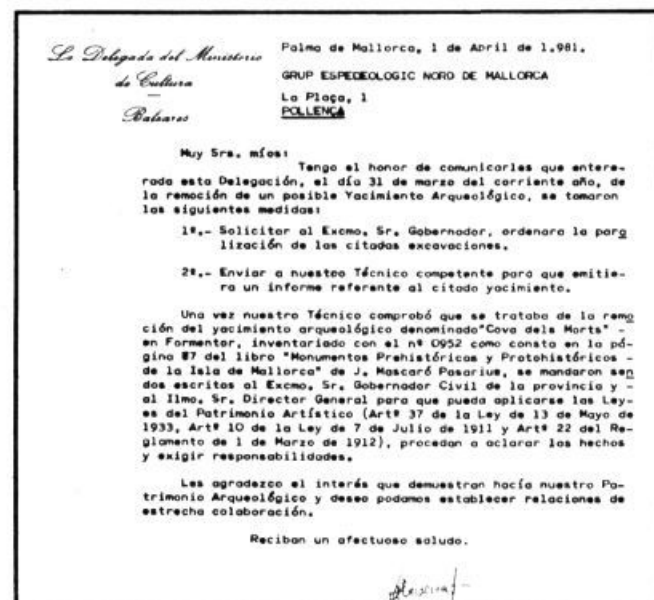 La Delegada del Ministerio
de Cultura
Baleares
Palma de Mallorca, 1 de Abril de 1.981.
GRUP ESPEDEOLOGIC NORD DE MALLORCA
La Plaça, 1
POLLENÇA
Muy Srs. míos:
Tengo el honor de comunicarles que entere-
rada esta Delegación, el día 31 de marzo del corriente año, de
la remoción de un posible Yacimiento Arqueológico, se tomaron
las siguientes medidas:
1º.- Solicitar al Excmo. Sr. Gobernador, ordenara la para
lización de las citadas excavaciones.
2º.- Enviar a nuestro Técnico competente para que emitie-
ra un informe referente al citado yacimiento.
Una vez nuestro Técnico comprobó que se trataba de la remo
ción del yacimiento arqueológico denominado"Cova dels Morts" -
en Formentor, inventariado con el nº 0952 como consta en la pá-
gina 87 del libro "Monumentos Prehistóricos y Protohistóricos -
de la Isla de Mallorca" de J. Mascaró Pasarius, se mandaron sen
dos escritos al Excmo. Sr. Gobernador Civil de la provincia y -
al Ilmo. Sr. Director General para que pueda aplicarse las Ley-
es del Patrimonio Artístico (Artº 37 de la Ley de 13 de Mayo de
1933, Artº 10 de la Ley de 7 de Julio de 1911 y Artº 22 del Re-
glamento de 1 de Marzo de 1912), procedan a aclarar los hechos
y exigir responsabilidades.
Les agradezco el interés que demuestran hacía nuestro Pa-
trimonio Arqueológico y deseo podamos establecer relaciones de
estrecha colaboración.
Reciban un afectuoso saludo.